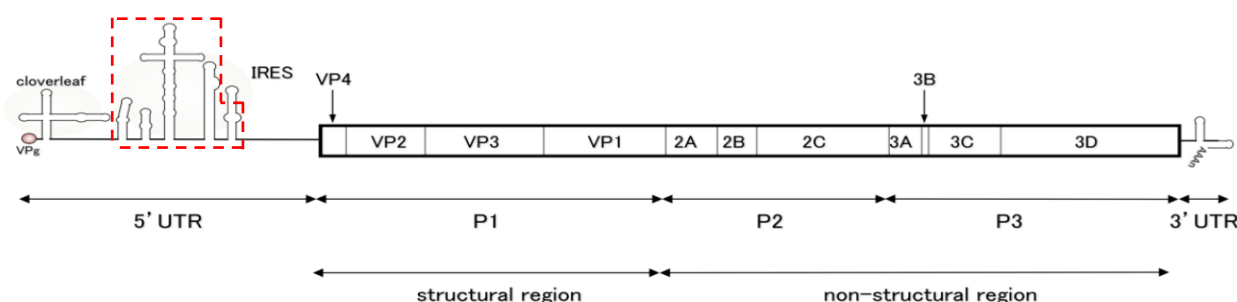 cloverleaf
IRES
VP4
3B
VPg
VP2
VP3
VP1
2A
2B
2C
3A
3C
3D
AAAA
5' UTR
P1
P2
P3
3' UTR
structural region
non-structural region